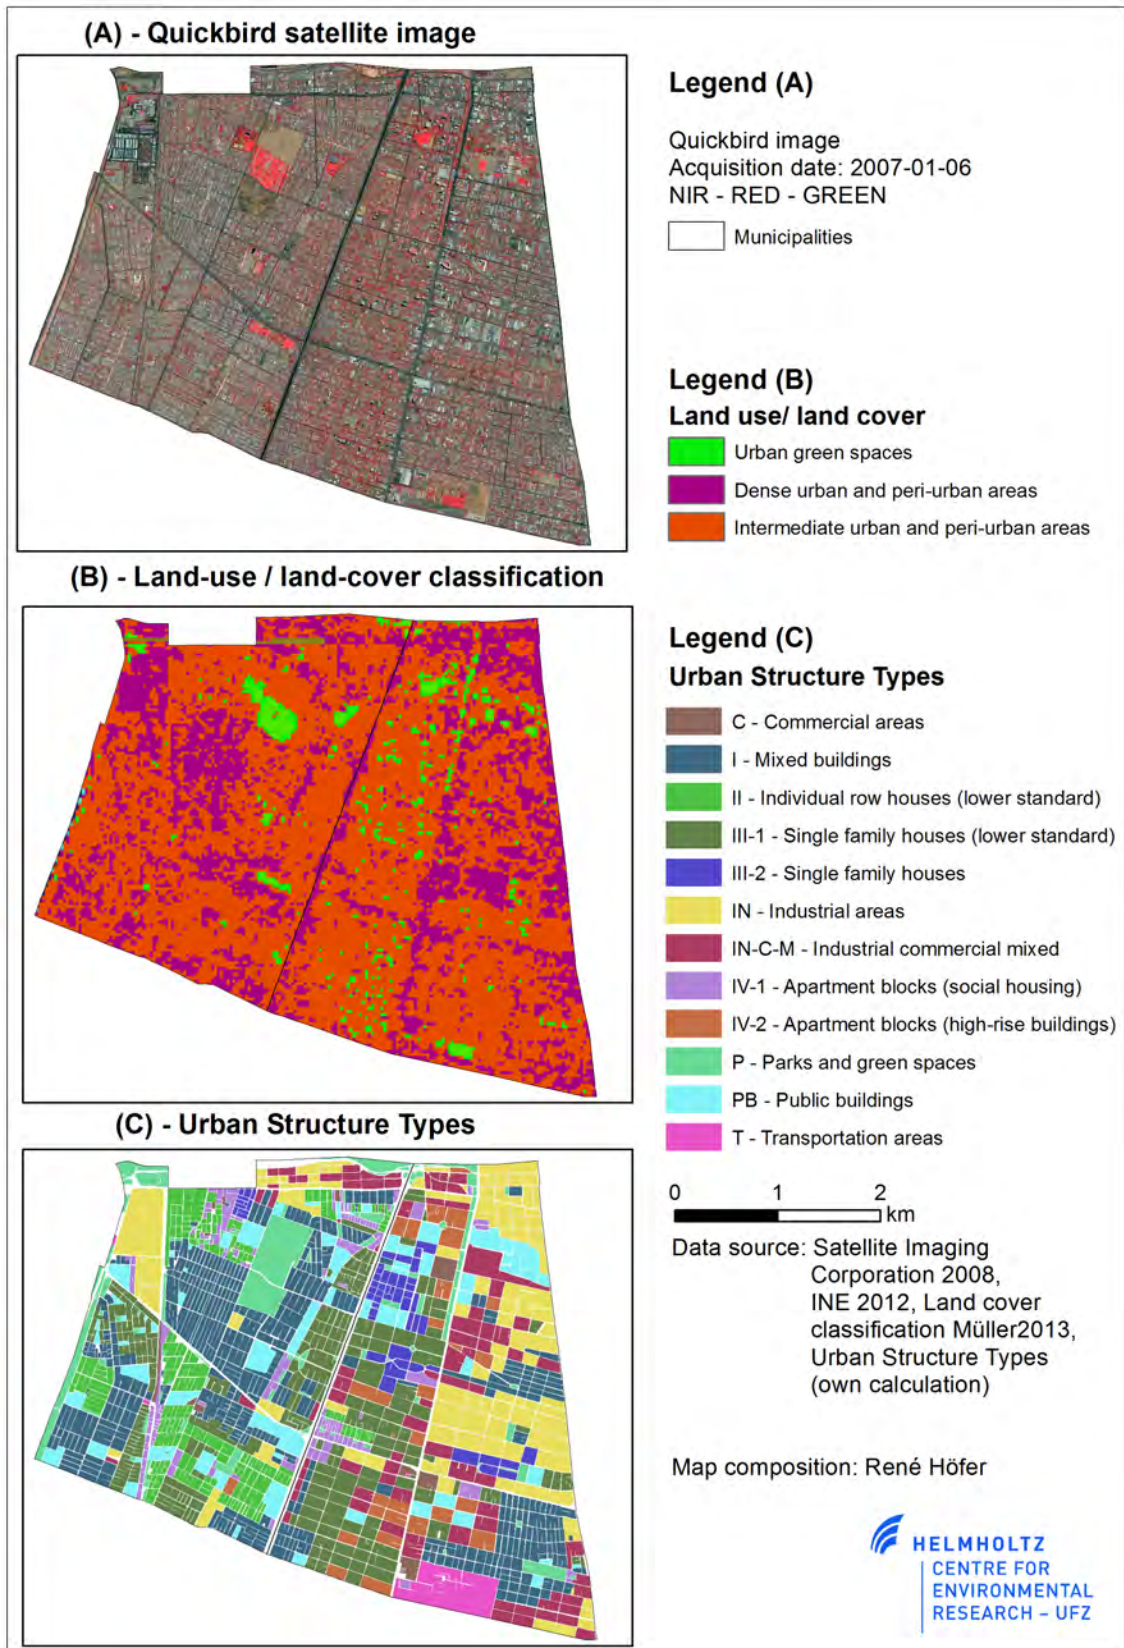 (A) - Quickbird satellite image
Legend (A)
Quickbird image
Acquisition date: 2007-01-06
NIR - RED - GREEN
Municipalities
Legend (B)
Land use/ land cover
Urban green spaces
Dense urban and peri-urban areas
Intermediate urban and peri-urban areas
(B) - Land-use / land-cover classification
Legend (C)
Urban Structure Types
C - Commercial areas
I - Mixed buildings
II - Individual row houses (lower standard)
III-1 - Single family houses (lower standard)
III-2 - Single family houses
IN - Industrial areas
IN-C-M - Industrial commercial mixed
IV-1 - Apartment blocks (social housing)
IV-2 - Apartment blocks (high-rise buildings)
P - Parks and green spaces
PB - Public buildings
T - Transportation areas
(C) - Urban Structure Types
0 1 2
km
Data source: Satellite Imaging
Corporation 2008,
INE 2012, Land cover
classification Müller2013,
Urban Structure Types
(own calculation)
Map composition: René Höfer
HELMHOLTZ
CENTRE FOR
ENVIRONMENTAL
RESEARCH – UFZ